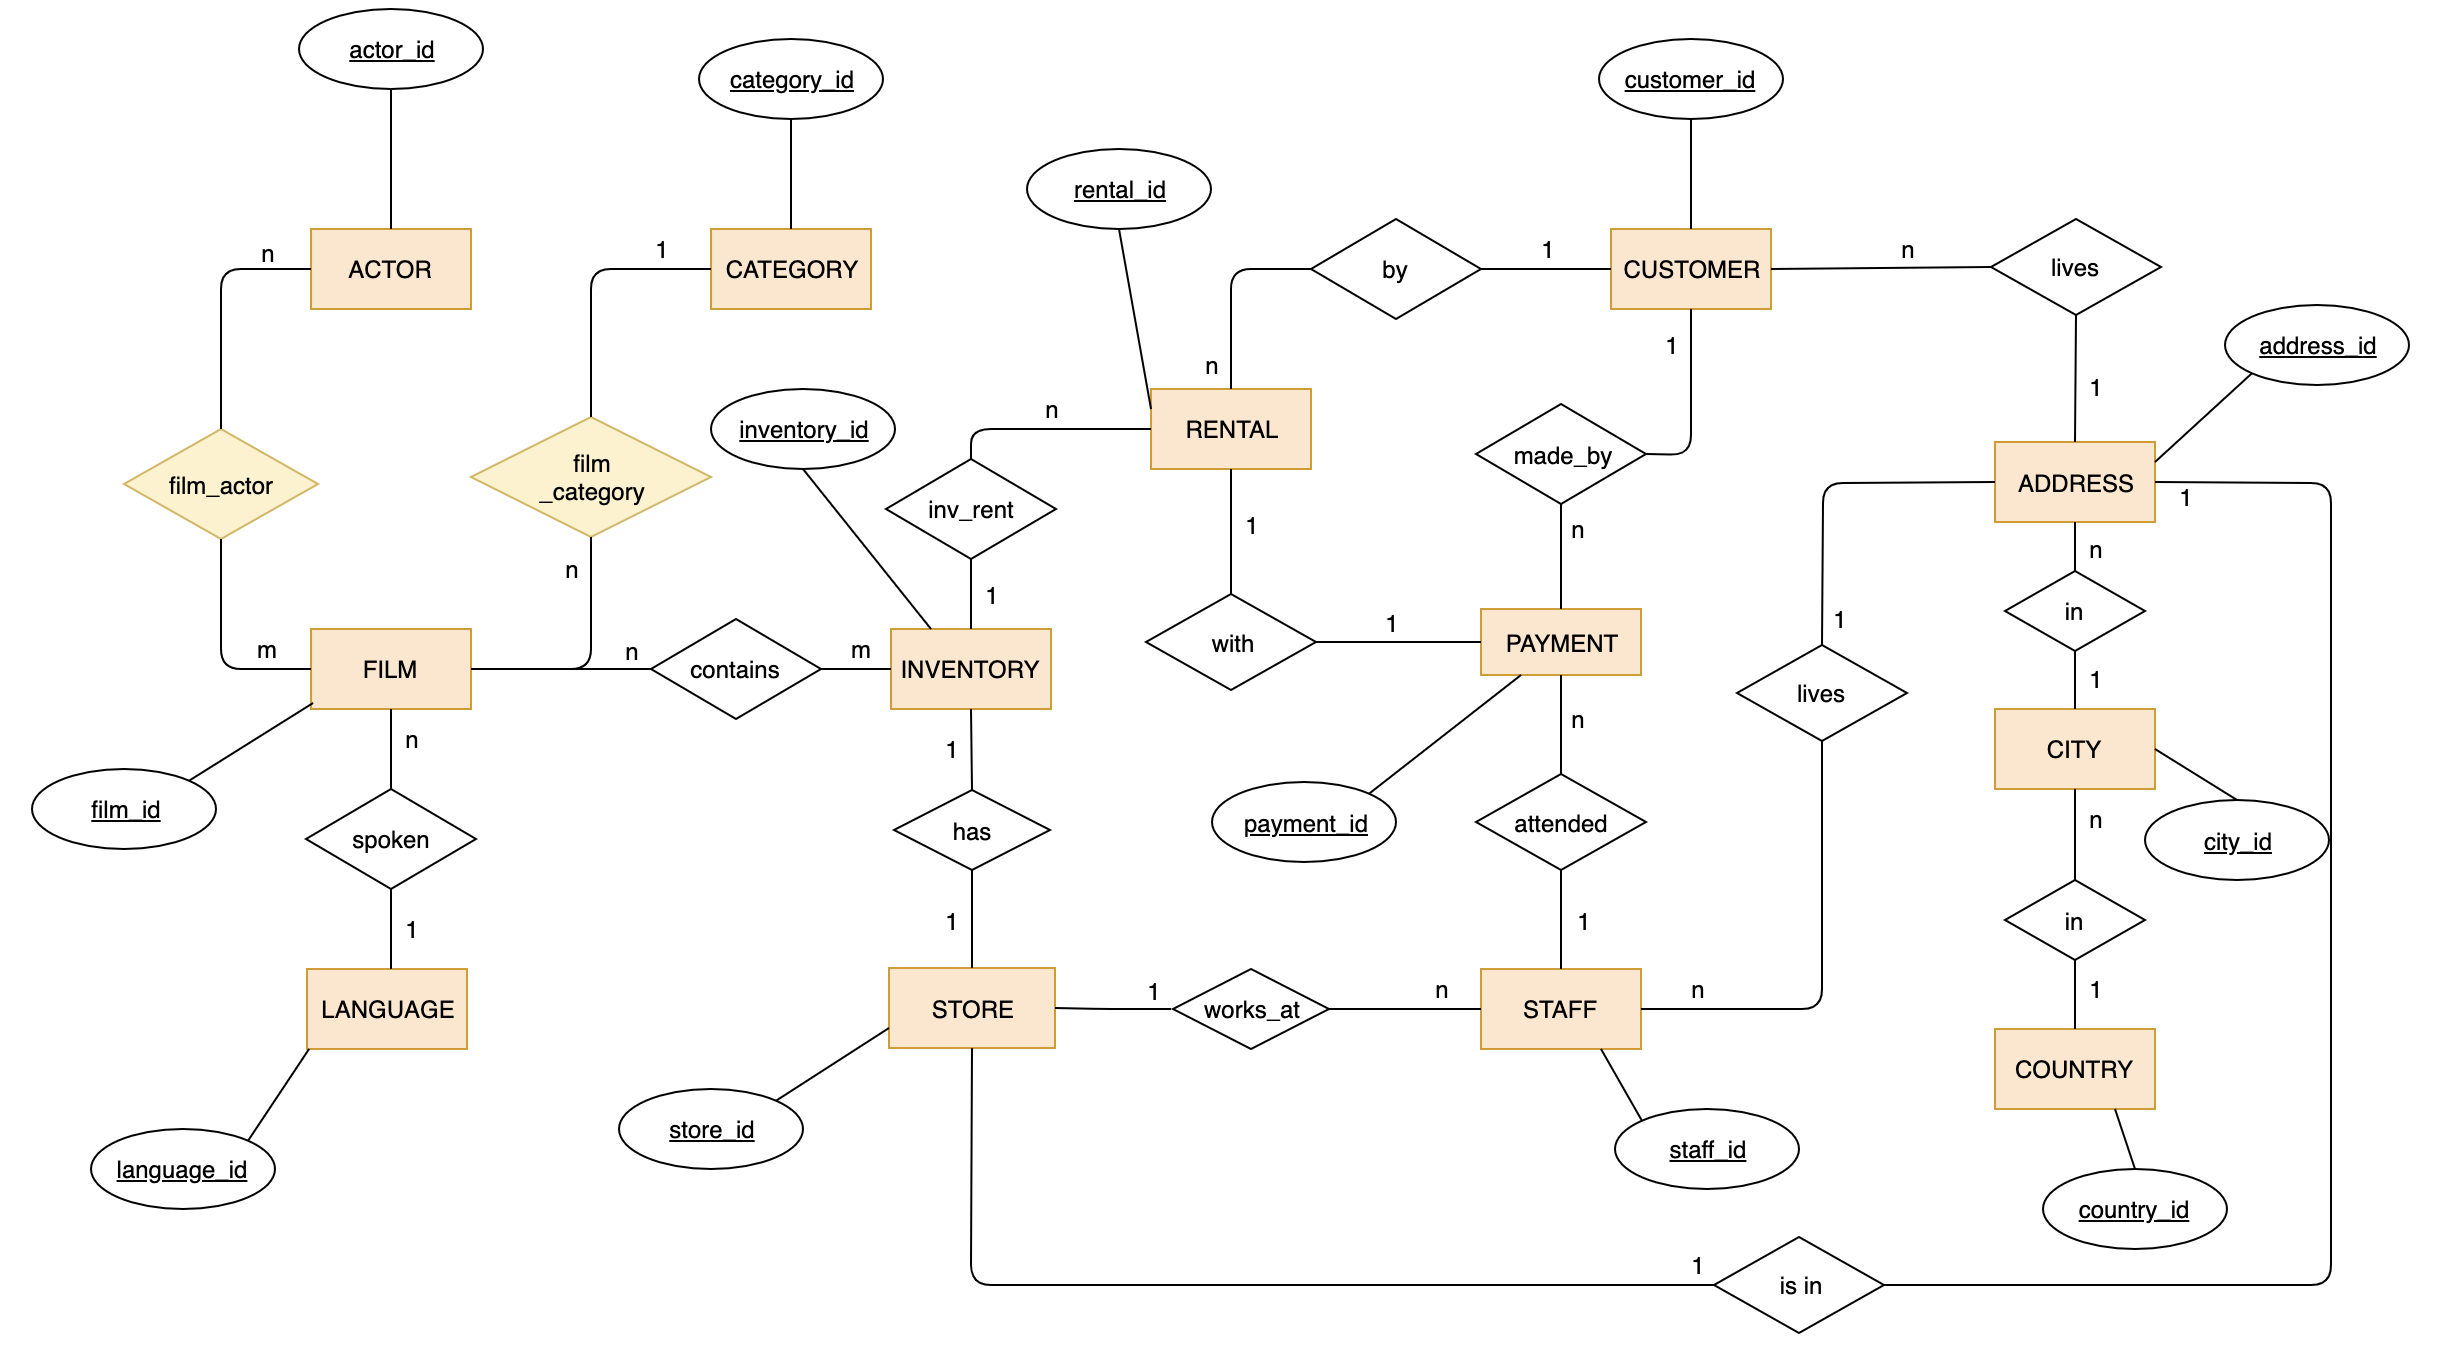 actor_id
category_id
customer_id
rental_id
n
ACTOR
1
CATEGORY
by
1
CUSTOMER
n
lives
address_id
1
n
1
inventory_id
n
RENTAL
made_by
film
_category
film_actor
ADDRESS
1
inv_rent
1
n
n
n
1
in
1
1
m
FILM
n
contains
m
INVENTORY
with
1
PAYMENT
lives
1
n
1
n
CITY
film_id
spoken
has
payment_id
attended
n
city_id
1
1
1
in
LANGUAGE
STORE
1
works_at
n
STAFF
n
1
COUNTRY
language_id
store_id
staff_id
country_id
1
is in